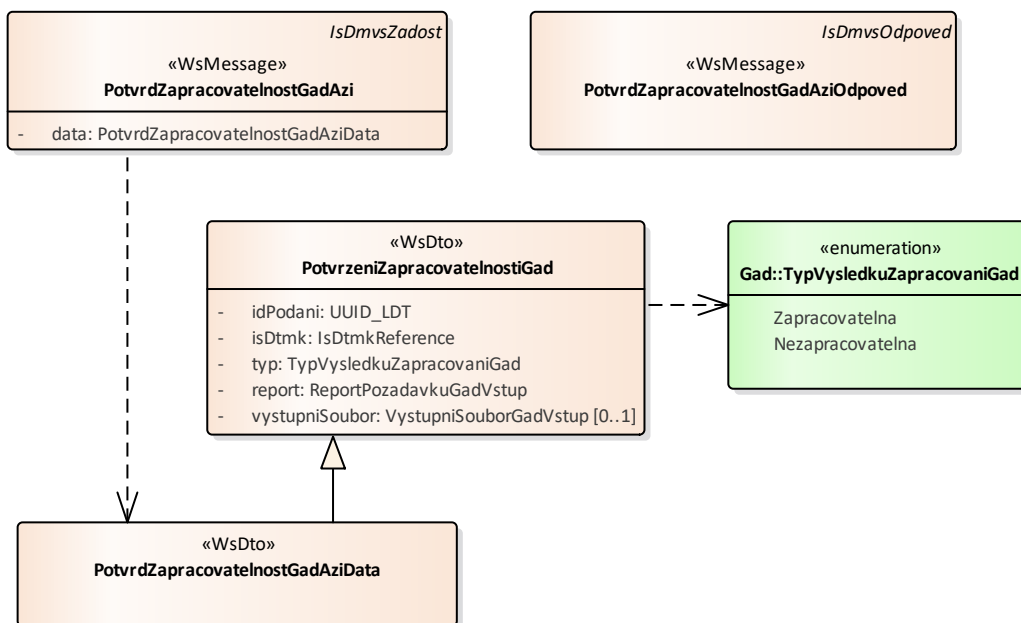 IsDmvsZadost
«WsMessage»
PotvrdZapracovatelnostGadAzi
- data: PotvrdZapracovatelnostGadAziData
IsDmvsOdpoved
«WsMessage»
PotvrdZapracovatelnostGadAziOdpoved
«WsDto»
PotvrzeniZapracovatelnostiGad
- idPodani: UUID_LDT
- isDtmk: IsDtmkReference
- typ: TypVysledkuZapracovaniGad
- report: ReportPozadavkuGadVstup
- vystupniSoubor: VystupniSouborGadVstup [0..1]
«enumeration»
Gad::TypVysledkuZapracovaniGad
Zapracovatelna
Nezapracovatelna
«WsDto»
PotvrdZapracovatelnostGadAziData